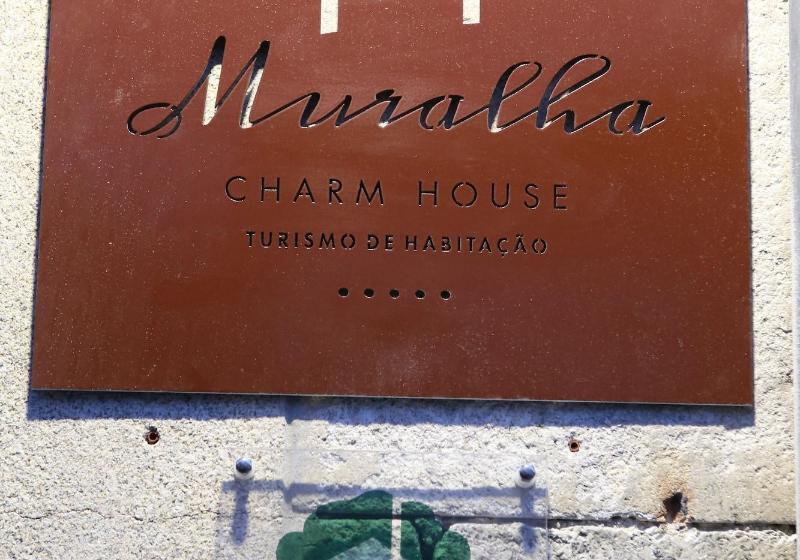 Muralha
CHARM HOUSE
TURISMO DE HABITAÇÃO